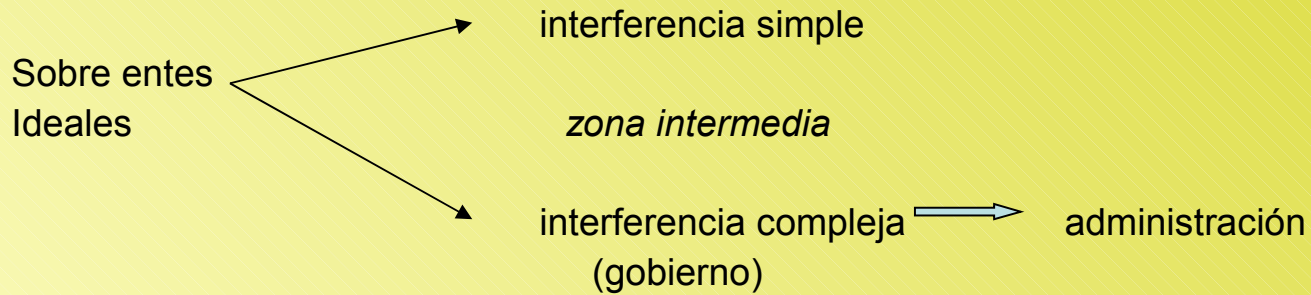 interferencia simple
Sobre entes
Ideales
zona intermedia
interferencia compleja administración
(gobierno)